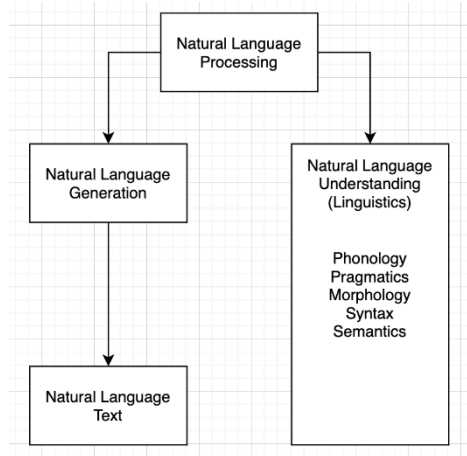 Natural Language
Processing
Natural Language
Generation
Natural Language
Understanding
(Linguistics)
Phonology
Pragmatics
Morphology
Syntax
Semantics
Natural Language
Text